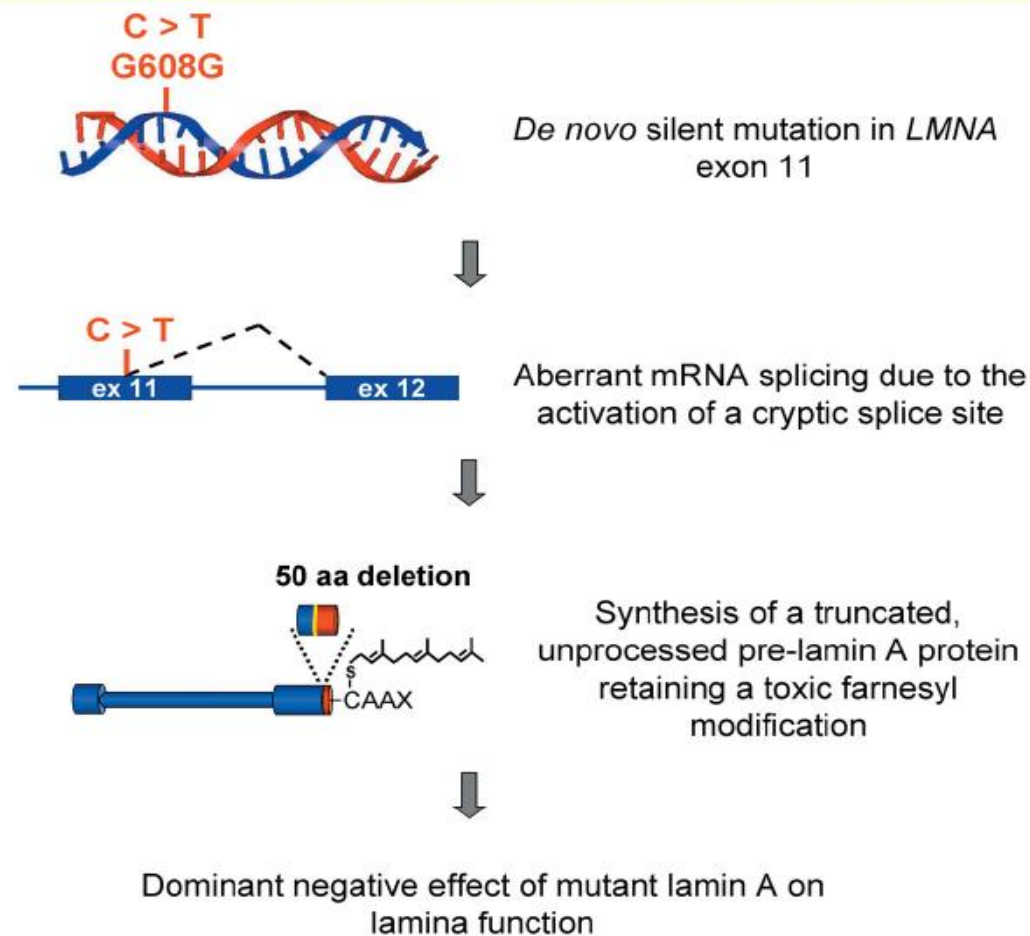 C > T
G608G
De novo silent mutation in LMNA
exon 11
C > T
ex 11
ex 12
Aberrant mRNA splicing due to the
activation of a cryptic splice site
50 aa deletion
S
CAAX
Synthesis of a truncated,
unprocessed pre-lamin A protein
retaining a toxic farnesyl
modification
Dominant negative effect of mutant lamin A on
lamina function